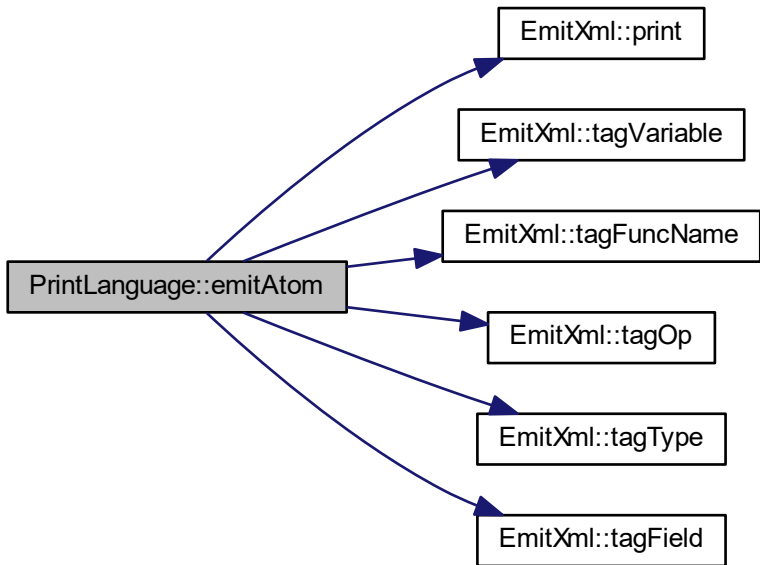 EmitXml::print
EmitXml::tagVariable
EmitXml::tagFuncName
PrintLanguage::emitAtom
EmitXml::tagOp
EmitXml::tagType
EmitXml::tagField